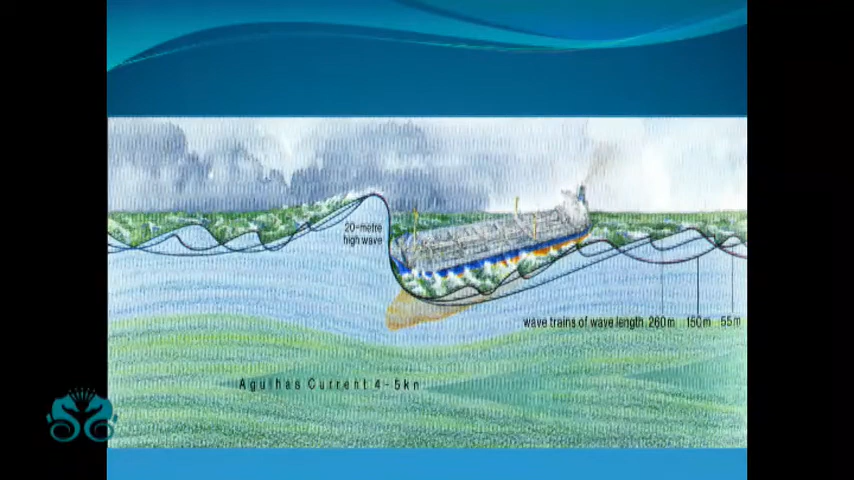 20-metre
high wave
wave trains of wave length 260m 150m 55m
Agulhas Current 4-5kn